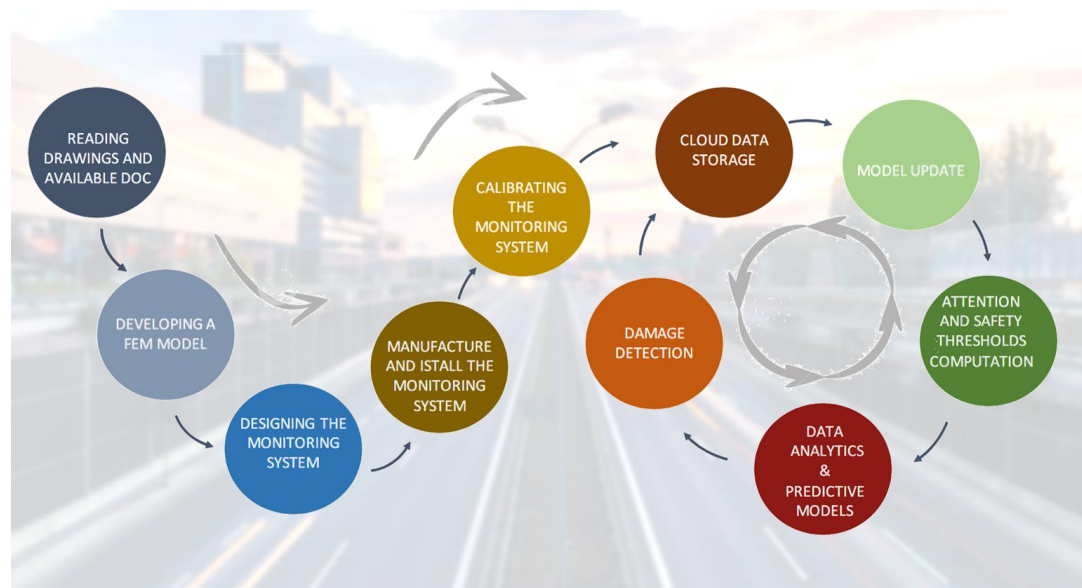 READING
DRAWINGS AND
AVAILABLE DOC
DEVELOPING A
FEM MODEL
DESIGNING THE
MONITORING
SYSTEM
MANUFACTURE
AND ISTALL THE
MONITORING
SYSTEM
CALIBRATING
THE
MONITORING
SYSTEM
CLOUD DATA
STORAGE
MODEL UPDATE
ATTENTION
AND SAFETY
THRESHOLDS
COMPUTATION
DATA
ANALYTICS
&
PREDICTIVE
MODELS
DAMAGE
DETECTION